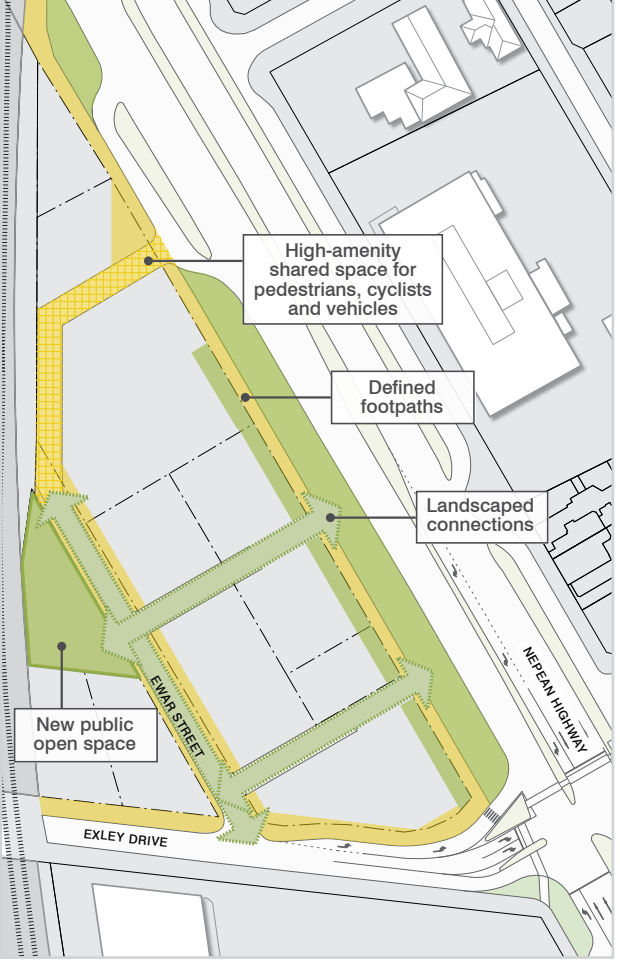 High-amenity
shared space for
pedestrians, cyclists
and vehicles
Defined
footpaths
Landscaped
connections
NEPEAN HIGHWAY
EWAR STREET
New public
open space
EXLEY DRIVE